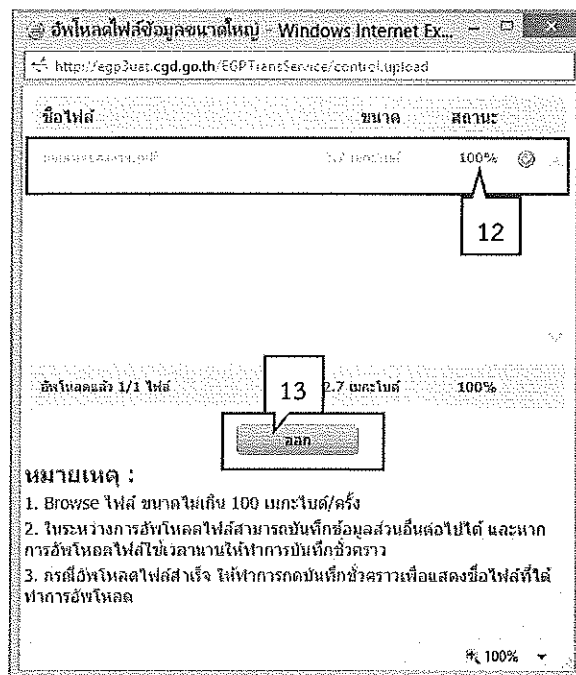 อัพโหลดไฟล์ข้อมูลขนาดใหญ่ - Windows Internet Ex...
http://egp3uat.cgd.go.th/EGPTransService/control.upload
ชื่อไฟล์ ขนาด สถานะ
2.7 เมกะไบต์ 100%
12
อัพโหลดแล้ว 1/1 ไฟล์ 2.7 เมกะไบต์ 100%
13
ออก
หมายเหตุ :
1. Browse ไฟล์ ขนาดไม่เกิน 100 เมกะไบต์/ครั้ง
2. ในระหว่างการอัพโหลดไฟล์สามารถบันทึกข้อมูลส่วนอื่นต่อไปได้ และหาก
การอัพโหลดไฟล์ใช้เวลานานให้ทำการบันทึกชั่วคราว
3. กรณีอัพโหลดไฟล์สำเร็จ ให้ทำการกดบันทึกชั่วคราวเพื่อแสดงชื่อไฟล์ที่ได้
ทำการอัพโหลด
100%